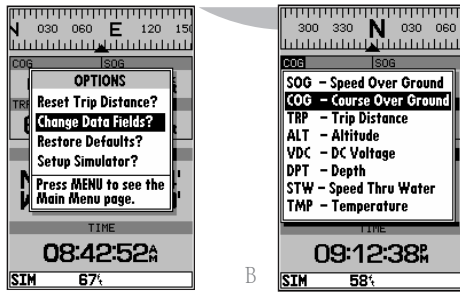 N 030 060 E 120 150
COG SOG
OPTIONS
Reset Trip Distance?
Change Data Fields?
Restore Defaults?
Setup Simulator?
Press MENU to see the
Main Menu page.
TIME
08:42:52AM
SIM 67
B
300 330 N 030 060
COG SOG
SOG – Speed Over Ground
COG – Course Over Ground
TRP – Trip Distance
ALT – Altitude
VDC – DC Voltage
DPT – Depth
STW – Speed Thru Water
TMP – Temperature
TIME
09:12:38PM
SIM 58